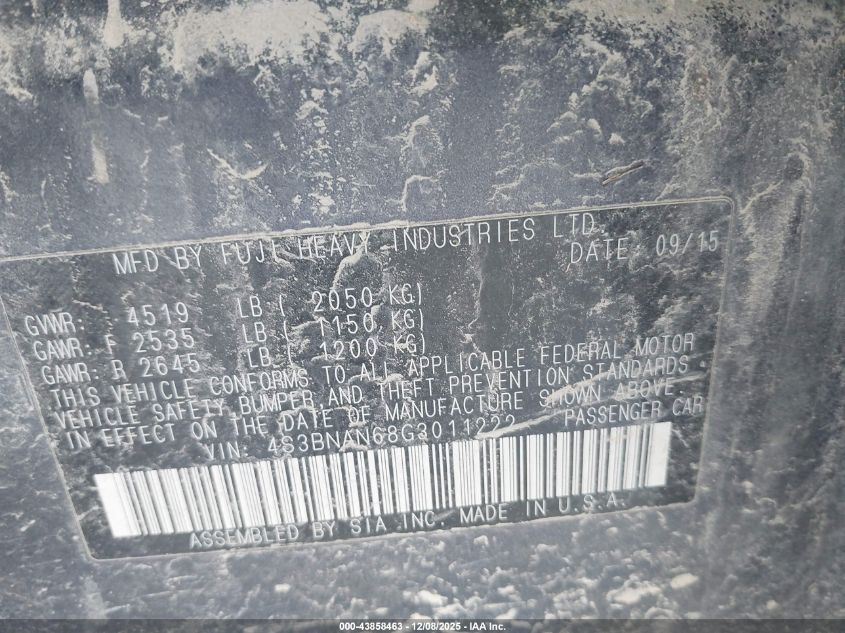 MFD BY FUJI HEAVY INDUSTRIES LTD. DATE 09/15
GVWR: 4519 LB ( 2050 KG)
GAWR: F 2535 LB ( 1150 KG)
GAWR: R 2645 LB ( 1200 KG)
THIS VEHICLE CONFORMS TO ALL APPLICABLE FEDERAL MOTOR
VEHICLE SAFETY, BUMPER AND THEFT PREVENTION STANDARDS
IN EFFECT ON THE DATE OF MANUFACTURE SHOWN ABOVE.
VIN 4S3BNAN68G3011222 PASSENGER CAR
ASSEMBLED BY SIA INC. MADE IN U.S.A.
000-43858463 - 12/08/2025 - IAA Inc.